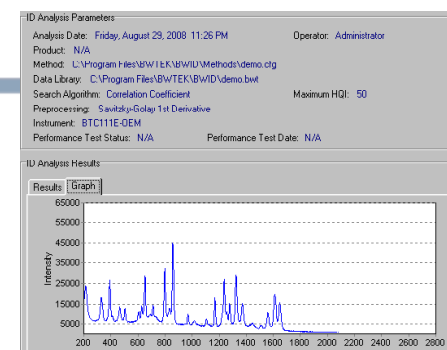 ID Analysis Parameters
Analysis Date: Friday, August 29, 2008 11:26 PM Operator: Administrator
Product: N/A
Method: C:\Program Files\BWTEK\BWID\Methods\demo.cfg
Data Library: C:\Program Files\BWTEK\BWID\demo.bwt
Search Algorithm: Correlation Coefficient Maximum HQI: 50
Preprocessing: Savitzky-Golay 1st Derivative
Instrument: BTC111E-OEM
Performance Test Status: N/A Performance Test Date: N/A
ID Analysis Results
Results Graph
65000
55000
45000
35000
25000
15000
5000
Intensity
200 400 600 800 1000 1200 1400 1600 1800 2000 2200 2400 2600 2800